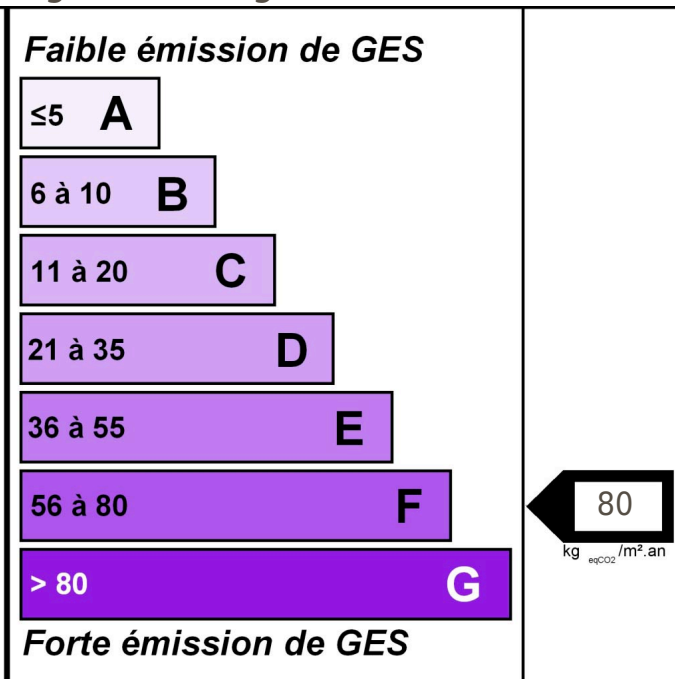 Faible émission de GES
≤5 A
6 à 10 B
11 à 20 C
21 à 35 D
36 à 55 E
56 à 80 F
80
kg eqCO2 /m².an
> 80 G
Forte émission de GES